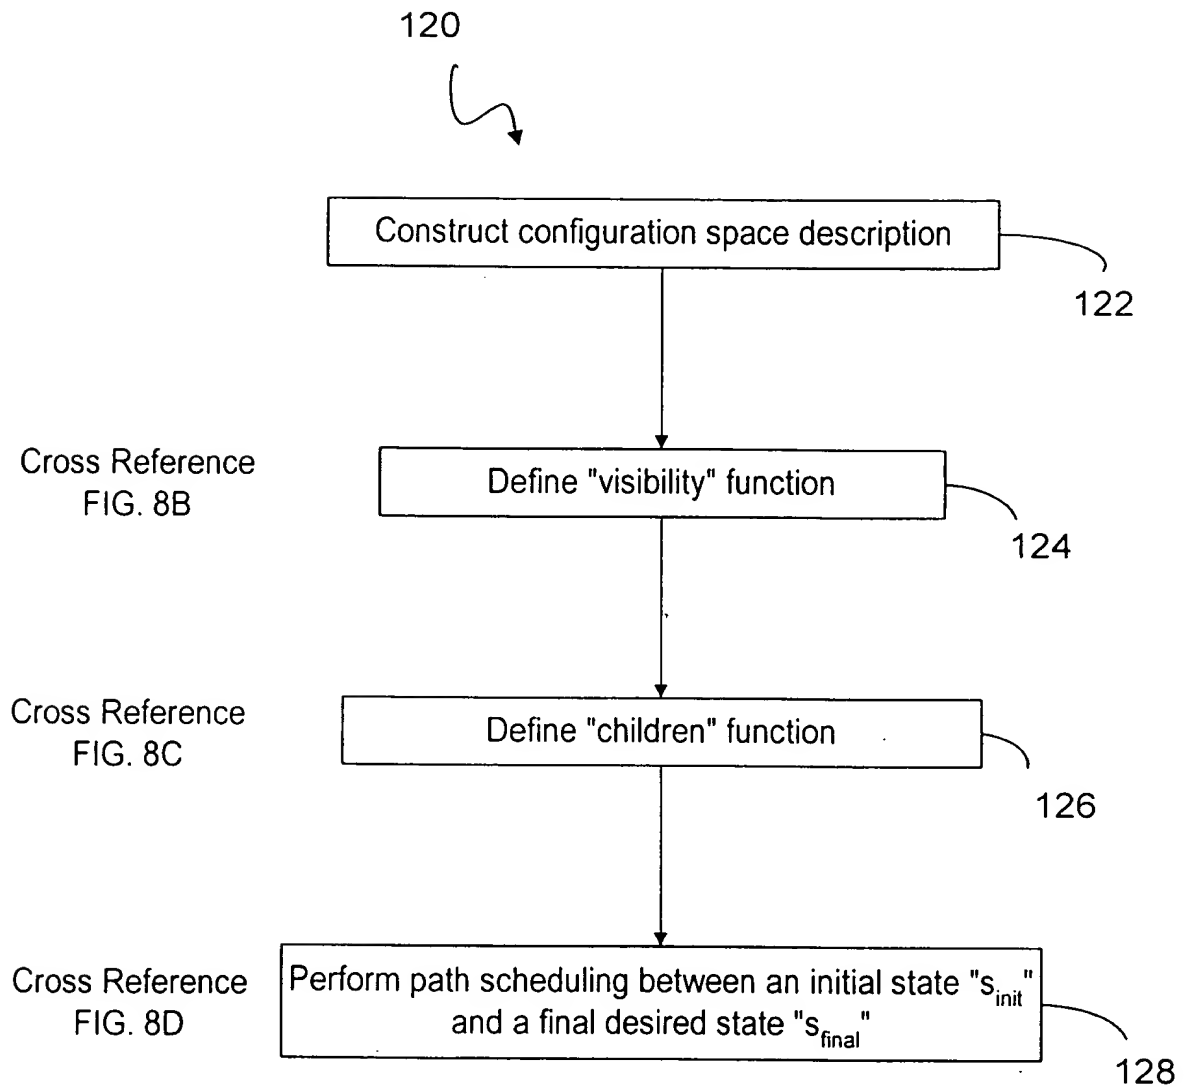 120
Construct configuration space description
122
Cross Reference
FIG. 8B
Define "visibility" function
124
Cross Reference
FIG. 8C
Define "children" function
126
Cross Reference
FIG. 8D
Perform path scheduling between an initial state "s_init"
and a final desired state "s_final"
128